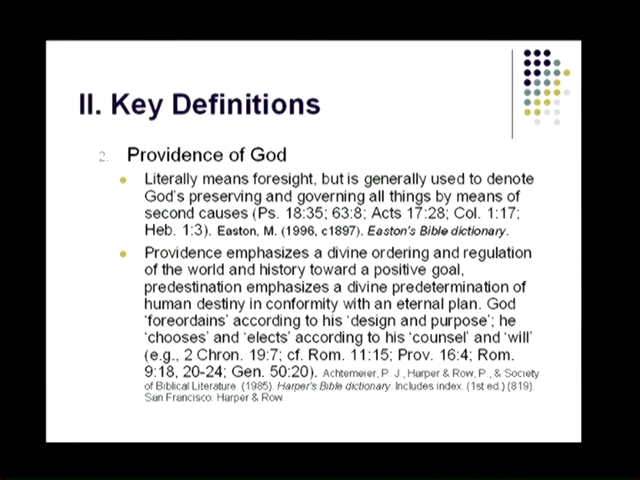 II. Key Definitions
2. Providence of God
Literally means foresight, but is generally used to denote
God's preserving and governing all things by means of
second causes (Ps. 18:35; 63:8; Acts 17:28; Col. 1:17;
Heb. 1:3). Easton, M. (1996, c1897). Easton's Bible dictionary.
Providence emphasizes a divine ordering and regulation
of the world and history toward a positive goal,
predestination emphasizes a divine predetermination of
human destiny in conformity with an eternal plan. God
'foreordains' according to his 'design and purpose'; he
'chooses' and 'elects' according to his 'counsel' and 'will'
(e.g., 2 Chron. 19:7; cf. Rom. 11:15; Prov. 16:4; Rom.
9:18, 20-24; Gen. 50:20). Achtemeier, P. J., Harper & Row, P., & Society
of Biblical Literature. (1985). Harper's Bible dictionary. Includes index. (1st ed.) (819).
San Francisco: Harper & Row.